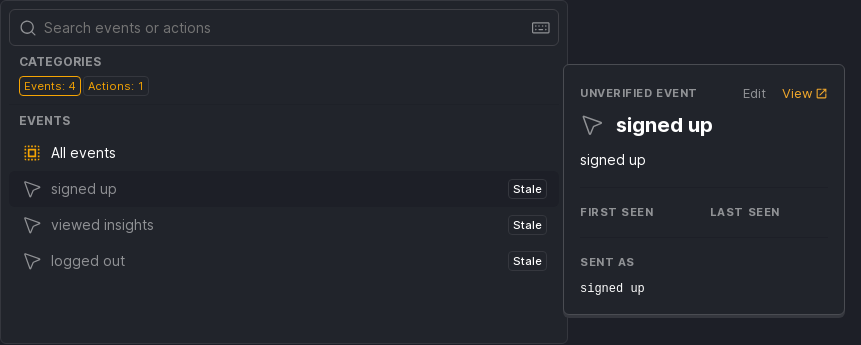 Search events or actions
CATEGORIES
Events: 4 Actions: 1
EVENTS
All events
signed up Stale
viewed insights Stale
logged out Stale
UNVERIFIED EVENT Edit View
signed up
signed up
FIRST SEEN LAST SEEN
SENT AS
signed up